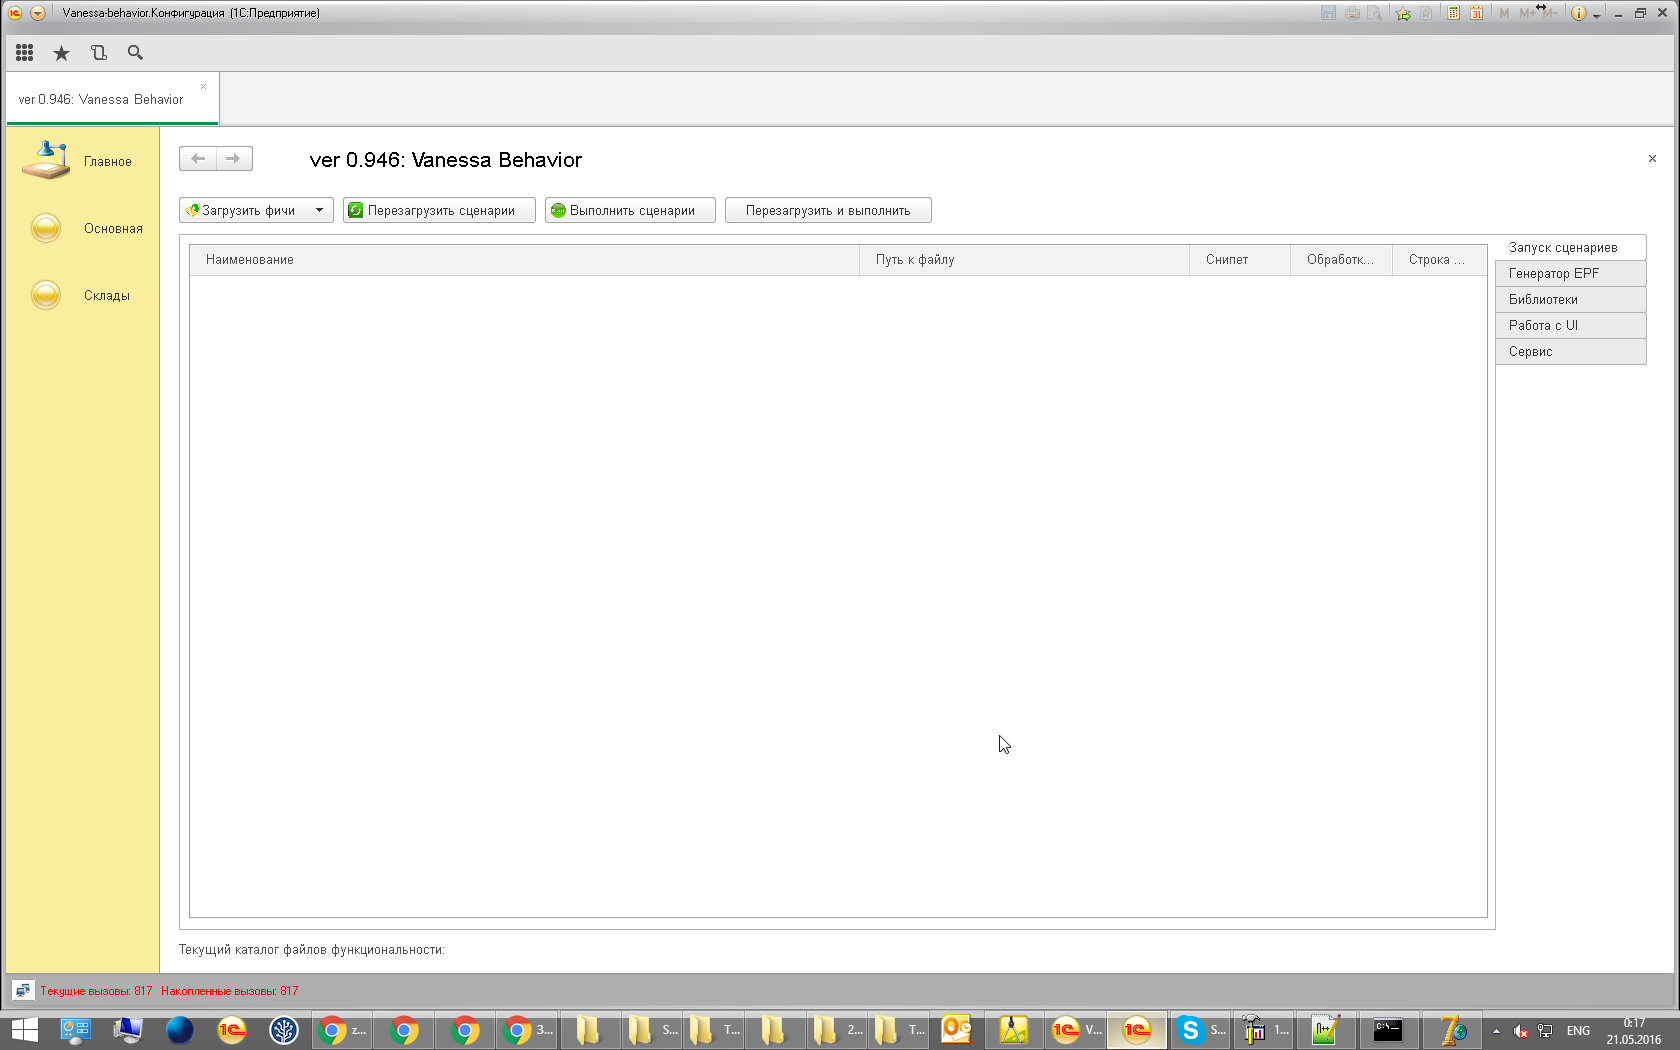 Vanessa-behavior.Конфигурация (1С:Предприятие)
M M+ M-
ver 0.946: Vanessa Behavior
Главное
Основная
Склады
ver 0.946: Vanessa Behavior
Загрузить фичи
Перезагрузить сценарии
Выполнить сценарии
Перезагрузить и выполнить
Наименование
Путь к файлу
Снипет
Обработк...
Строка ...
Запуск сценариев
Генератор EPF
Библиотеки
Работа с UI
Сервис
Текущий каталог файлов функциональности:
Текущие вызовы: 817 Накопленные вызовы: 817
z...
3...
S...
T...
2...
T...
V...
S...
1...
ENG
0:17
21.05.2016